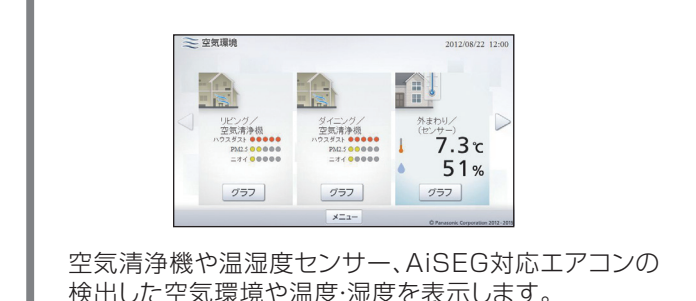 空気環境
2012/08/22 12:00
リビング／
空気清浄機
ハウスダスト
PM2.5
ニオイ
グラフ
ダイニング／
空気清浄機
ハウスダスト
PM2.5
ニオイ
グラフ
外まわり／
(センサー)
7.3℃
51%
グラフ
メニュー
© Panasonic Corporation 2012-2015
空気清浄機や温湿度センサー、AiSEG対応エアコンの
検出した空気環境や温度・湿度を表示します。